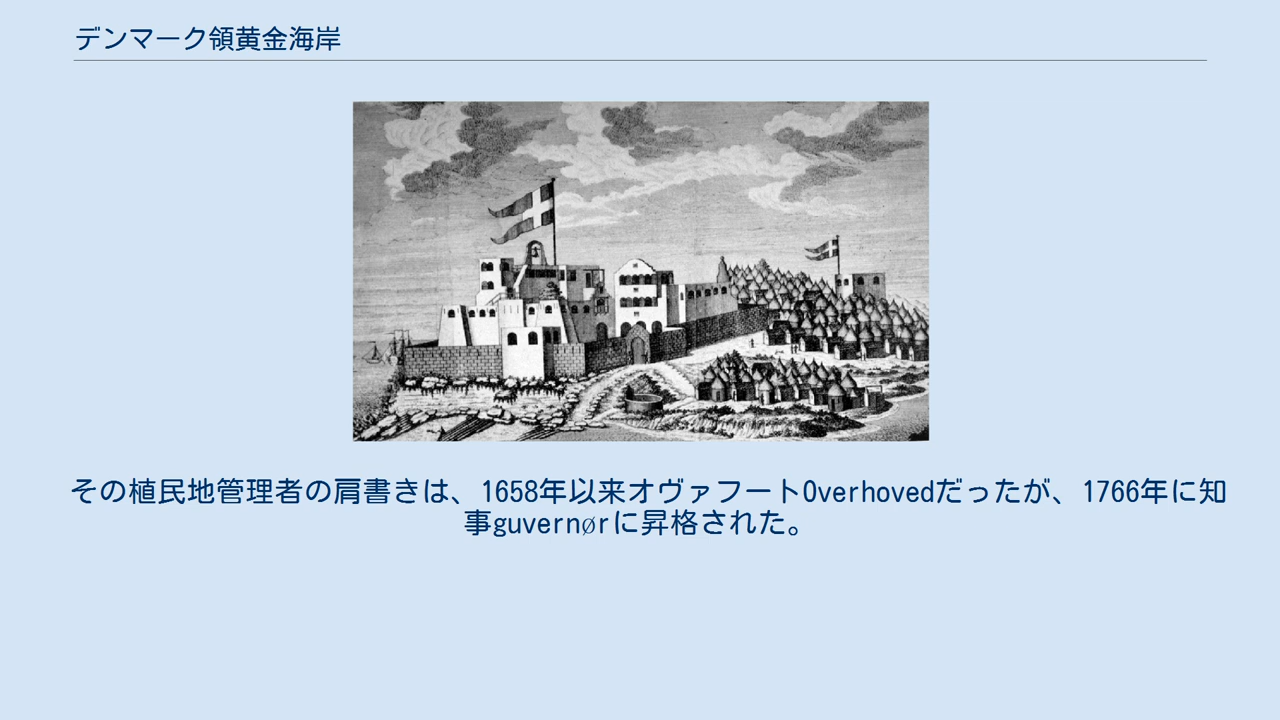 デンマーク領黄金海岸
その植民地管理者の肩書きは、1658年以来オヴァフートOverhovedだったが、1766年に知
事guvernørに昇格された。